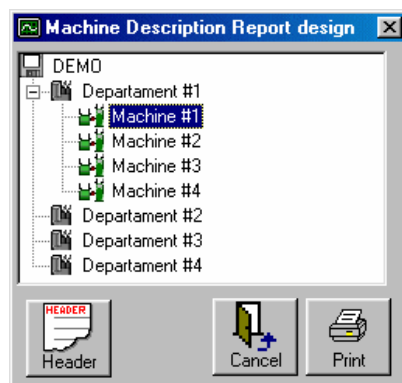 Machine Description Report design
DEMO
Departament #1
Machine #1
Machine #2
Machine #3
Machine #4
Departament #2
Departament #3
Departament #4
HEADER
Header
Cancel
Print